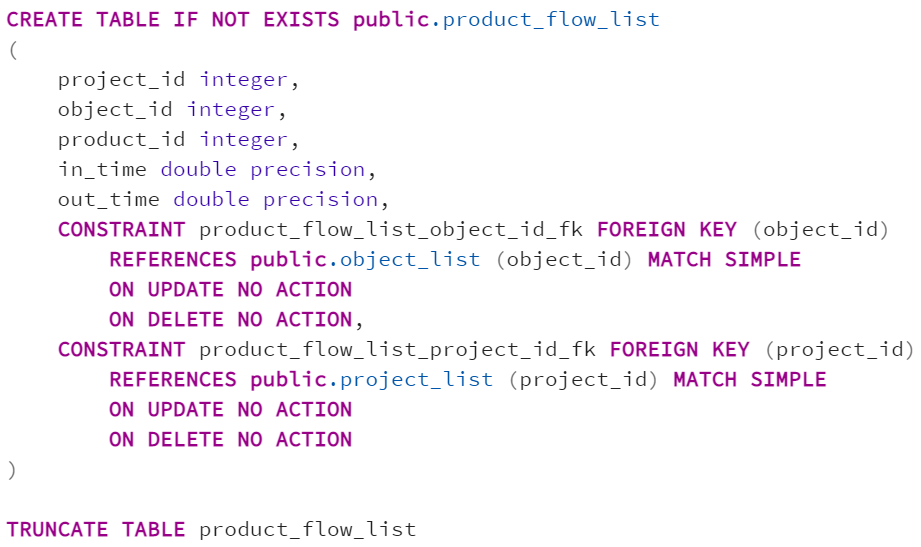 CREATE TABLE IF NOT EXISTS public.product_flow_list
(
    project_id integer,
    object_id integer,
    product_id integer,
    in_time double precision,
    out_time double precision,
    CONSTRAINT product_flow_list_object_id_fk FOREIGN KEY (object_id)
        REFERENCES public.object_list (object_id) MATCH SIMPLE
        ON UPDATE NO ACTION
        ON DELETE NO ACTION,
    CONSTRAINT product_flow_list_project_id_fk FOREIGN KEY (project_id)
        REFERENCES public.project_list (project_id) MATCH SIMPLE
        ON UPDATE NO ACTION
        ON DELETE NO ACTION
)

TRUNCATE TABLE product_flow_list